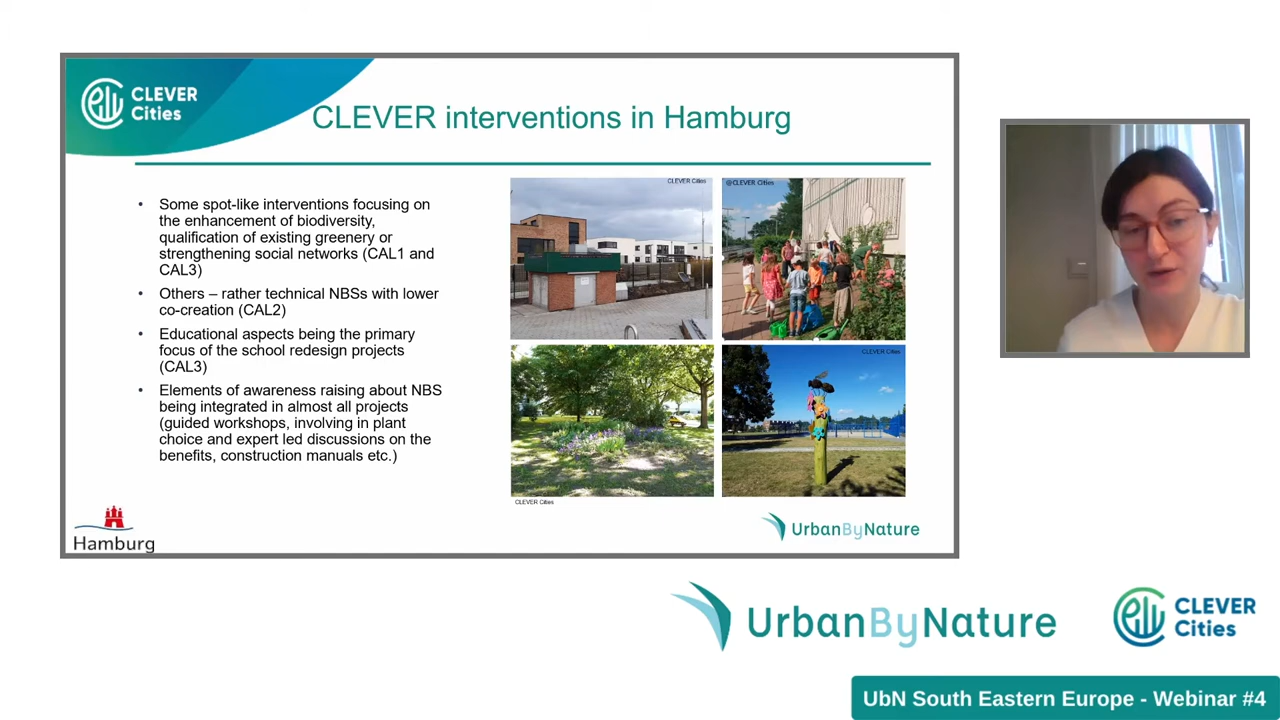 CLEVER
Cities
CLEVER interventions in Hamburg
• Some spot-like interventions focusing on
the enhancement of biodiversity,
qualification of existing greenery or
strengthening social networks (CAL1 and
CAL3)
• Others – rather technical NBSs with lower
co-creation (CAL2)
• Educational aspects being the primary
focus of the school redesign projects
(CAL3)
• Elements of awareness raising about NBS
being integrated in almost all projects
(guided workshops, involving in plant
choice and expert led discussions on the
benefits, construction manuals etc.)
CLEVER Cities
@CLEVER Cities
CLEVER Cities
CLEVER Cities
Hamburg
UrbanByNature
UrbanByNature
CLEVER
Cities
UbN South Eastern Europe - Webinar #4